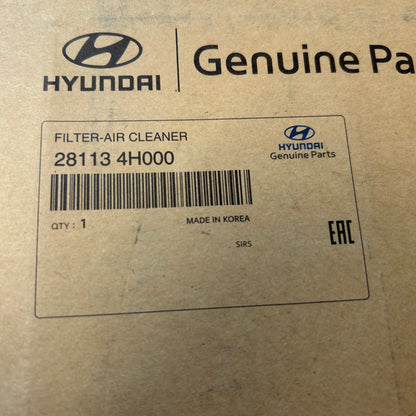 HYUNDAI
Genuine Pa
FILTER-AIR CLEANER
28113 4H000
HYUNDAI
Genuine Parts
QTY : 1
MADE IN KOREA
SIRS
EAC